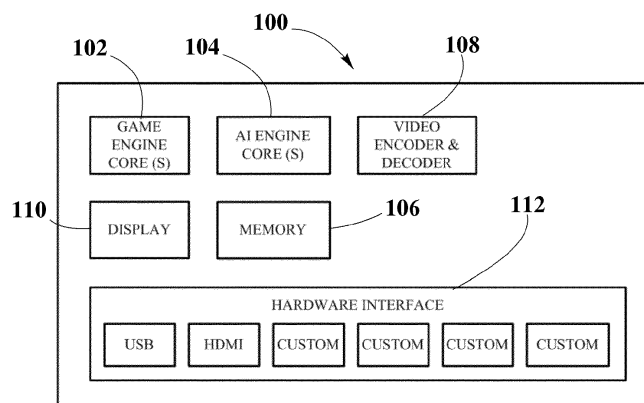 100
102
104
108
GAME
ENGINE
CORE (S)
AI ENGINE
CORE (S)
VIDEO
ENCODER &
DECODER
110
106
112
DISPLAY
MEMORY
HARDWARE INTERFACE
USB
HDMI
CUSTOM
CUSTOM
CUSTOM
CUSTOM